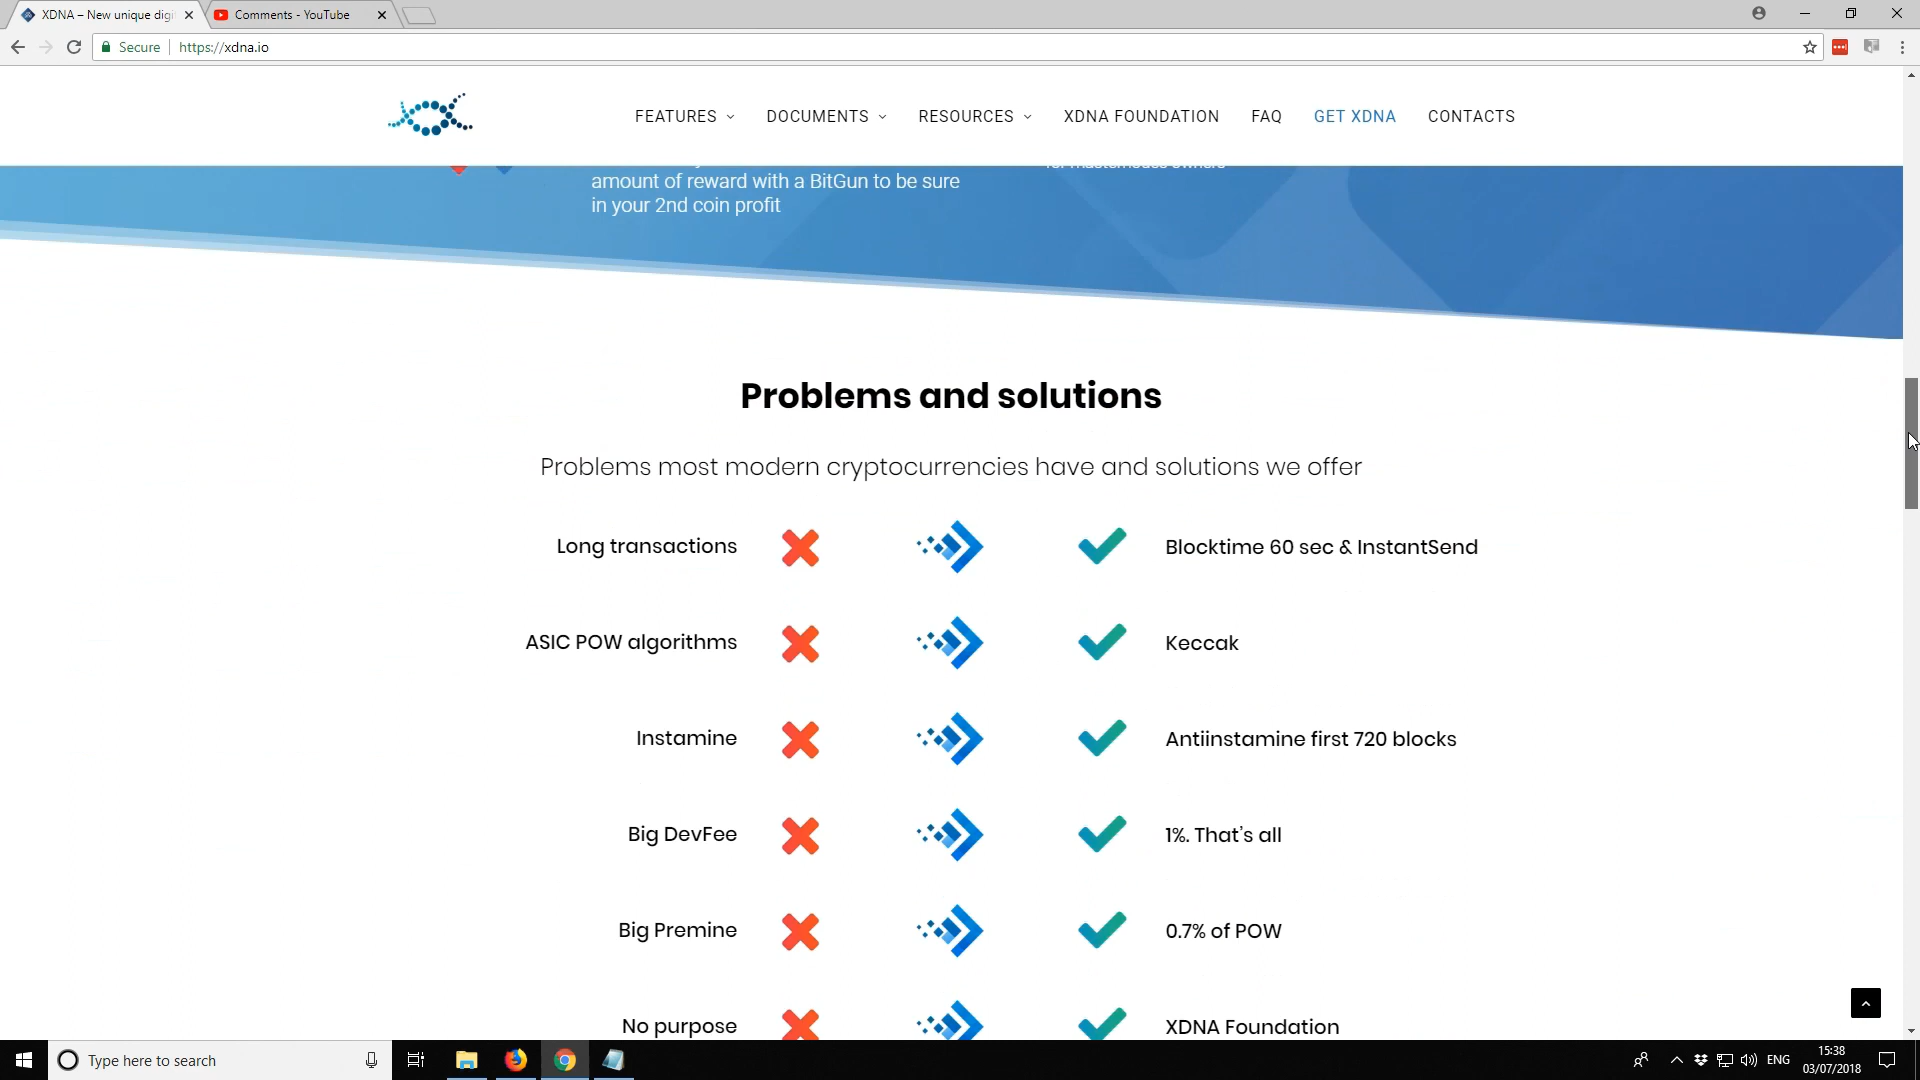 XDNA – New unique digi
Comments - YouTube
Secure
https://xdna.io
FEATURES
DOCUMENTS
RESOURCES
XDNA FOUNDATION
FAQ
GET XDNA
CONTACTS
for masternodes owners
amount of reward with a BitGun to be sure
in your 2nd coin profit
Problems and solutions
Problems most modern cryptocurrencies have and solutions we offer
Long transactions
Blocktime 60 sec & InstantSend
ASIC POW algorithms
Keccak
Instamine
Antiinstamine first 720 blocks
Big DevFee
1%. That's all
Big Premine
0.7% of POW
No purpose
XDNA Foundation
Type here to search
ENG
15:38
03/07/2018